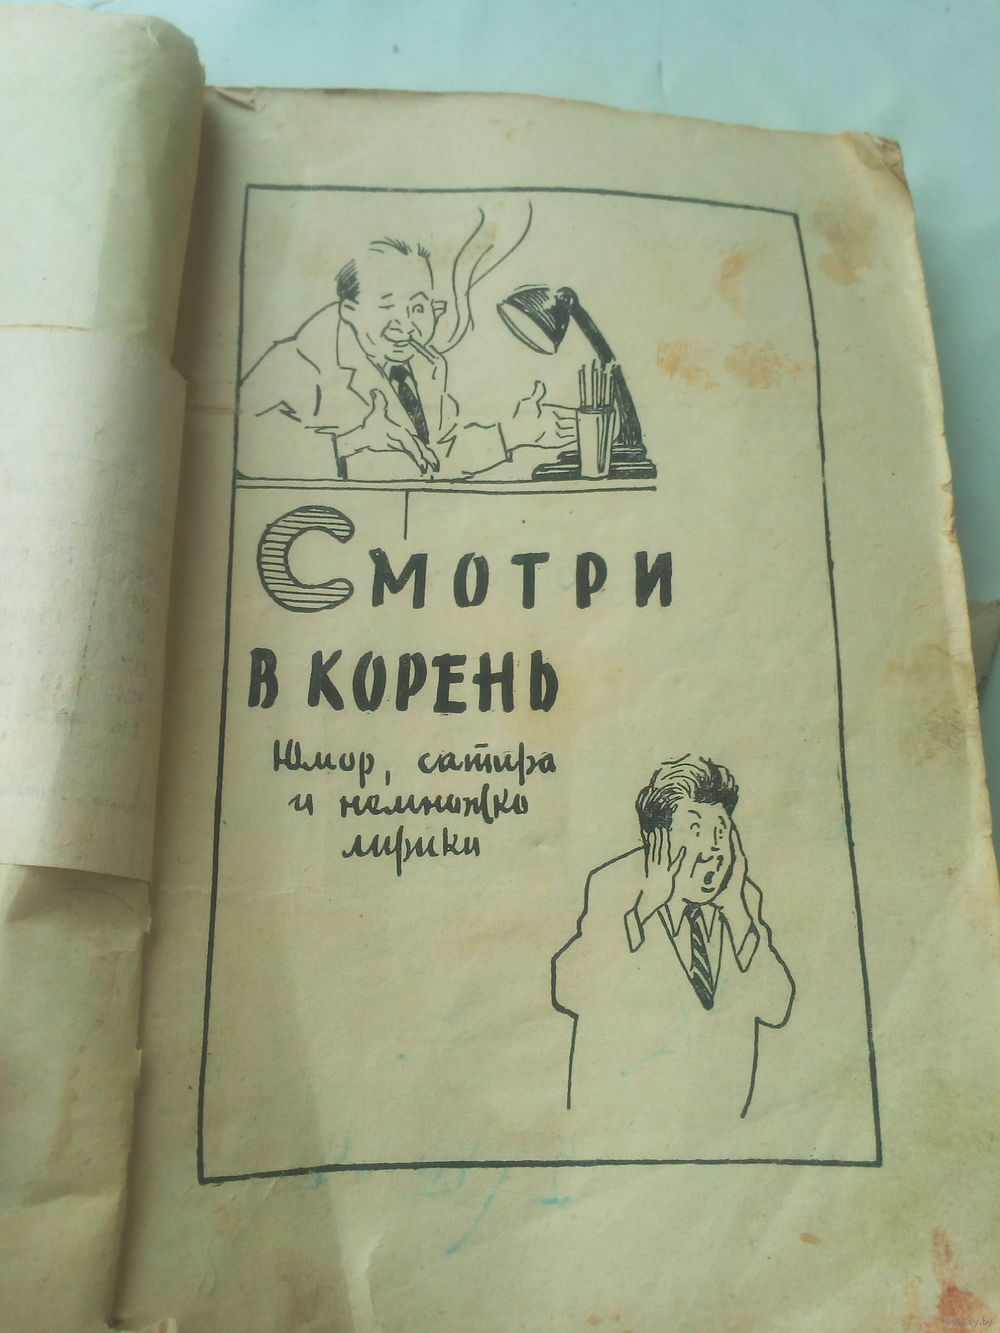 Смотри
в корень
Юмор, сатира
и немножко
лирики